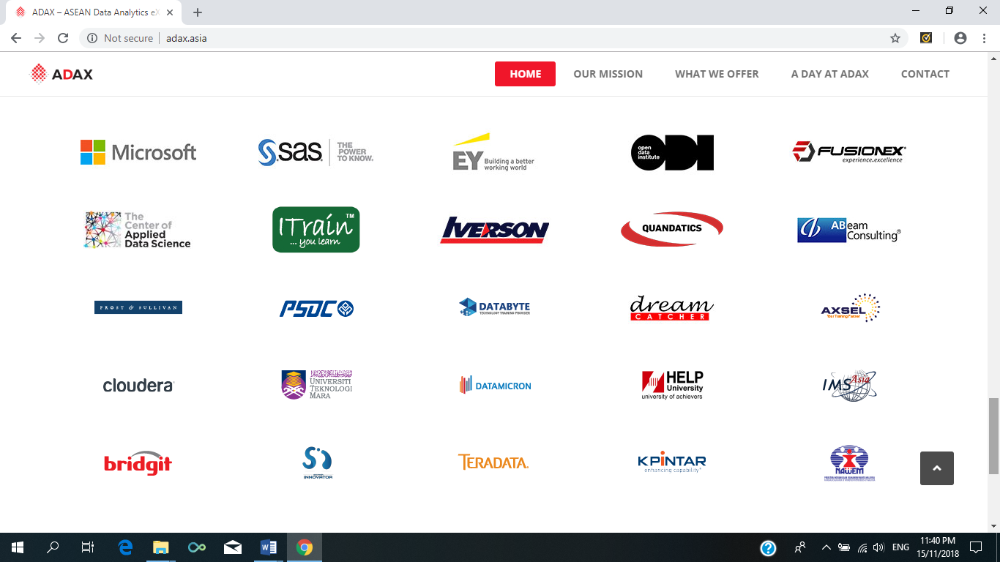 ADAX – ASEAN Data Analytics eX
Not secure
adax.asia
ADAX
HOME
OUR MISSION
WHAT WE OFFER
A DAY AT ADAX
CONTACT
Microsoft
sas THE POWER TO KNOW.
EY Building a better working world
ODI open data institute
FUSIONEX®
experience.excellence
The
Center of
Applied
Data Science
ITrain™
... you learn
IVERSON
QUANDATICS
ABeam
Consulting®
FROST & SULLIVAN
PSDC
DATABYTE
TECHNOLOGY TRAINING PROVIDER
dream
CATCHER
AXSEL
Your Training Partner
cloudera
UNIVERSITI
TEKNOLOGI
MARA
DATAMICRON
HELP
University
university of achievers
IMS Asia
bridgit
INNOVATOR
TERADATA.
KPINTAR
enhancing capability
NAWEM
ENG
11:40 PM
15/11/2018